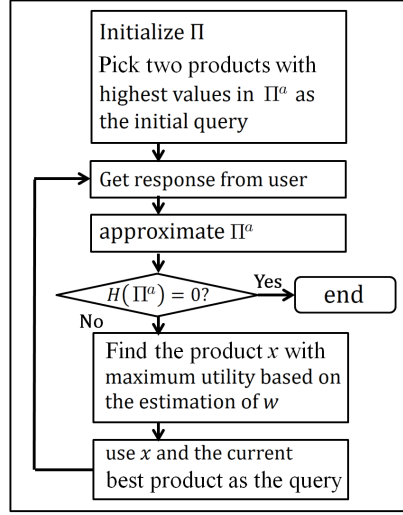 Initialize Π
Pick two products with
highest values in Πᵃ as
the initial query
Get response from user
approximate Πᵃ
H(Πᵃ) = 0?
Yes
end
No
Find the product x with
maximum utility based on
the estimation of w
use x and the current
best product as the query